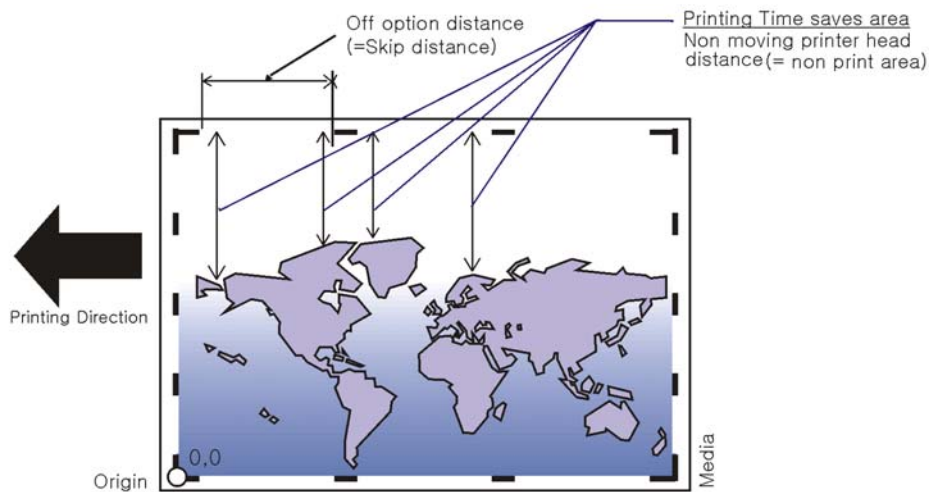 Off option distance
(=Skip distance)
Printing Time saves area
Non moving printer head
distance(= non print area)
Printing Direction
0,0
Origin
Media